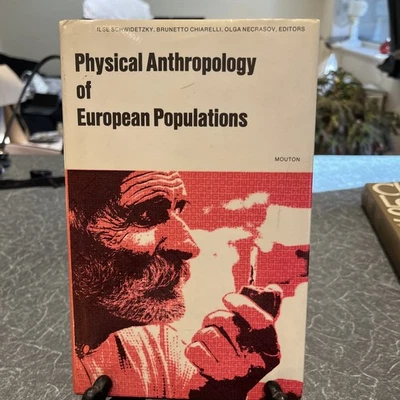 ILSE SCHWIDETZKY, BRUNETTO CHIARELLI, OLGA NECRASOV, EDITORS
Physical Anthropology
of
European Populations
MOUTON